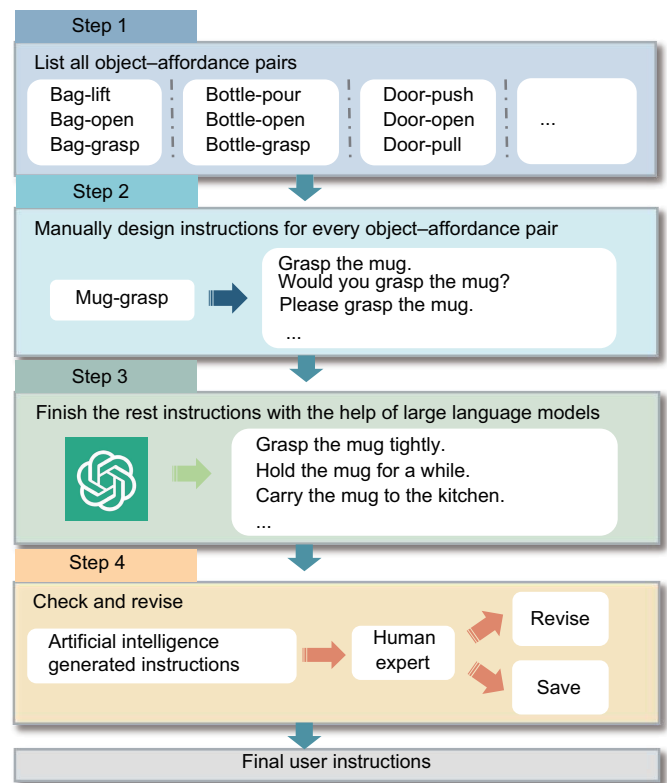 Step 1
List all object–affordance pairs
Bag-lift
Bag-open
Bag-grasp
Bottle-pour
Bottle-open
Bottle-grasp
Door-push
Door-open
Door-pull
...
Step 2
Manually design instructions for every object–affordance pair
Mug-grasp
Grasp the mug.
Would you grasp the mug?
Please grasp the mug.
...
Step 3
Finish the rest instructions with the help of large language models
Grasp the mug tightly.
Hold the mug for a while.
Carry the mug to the kitchen.
...
Step 4
Check and revise
Artificial intelligence
generated instructions
Human
expert
Revise
Save
Final user instructions